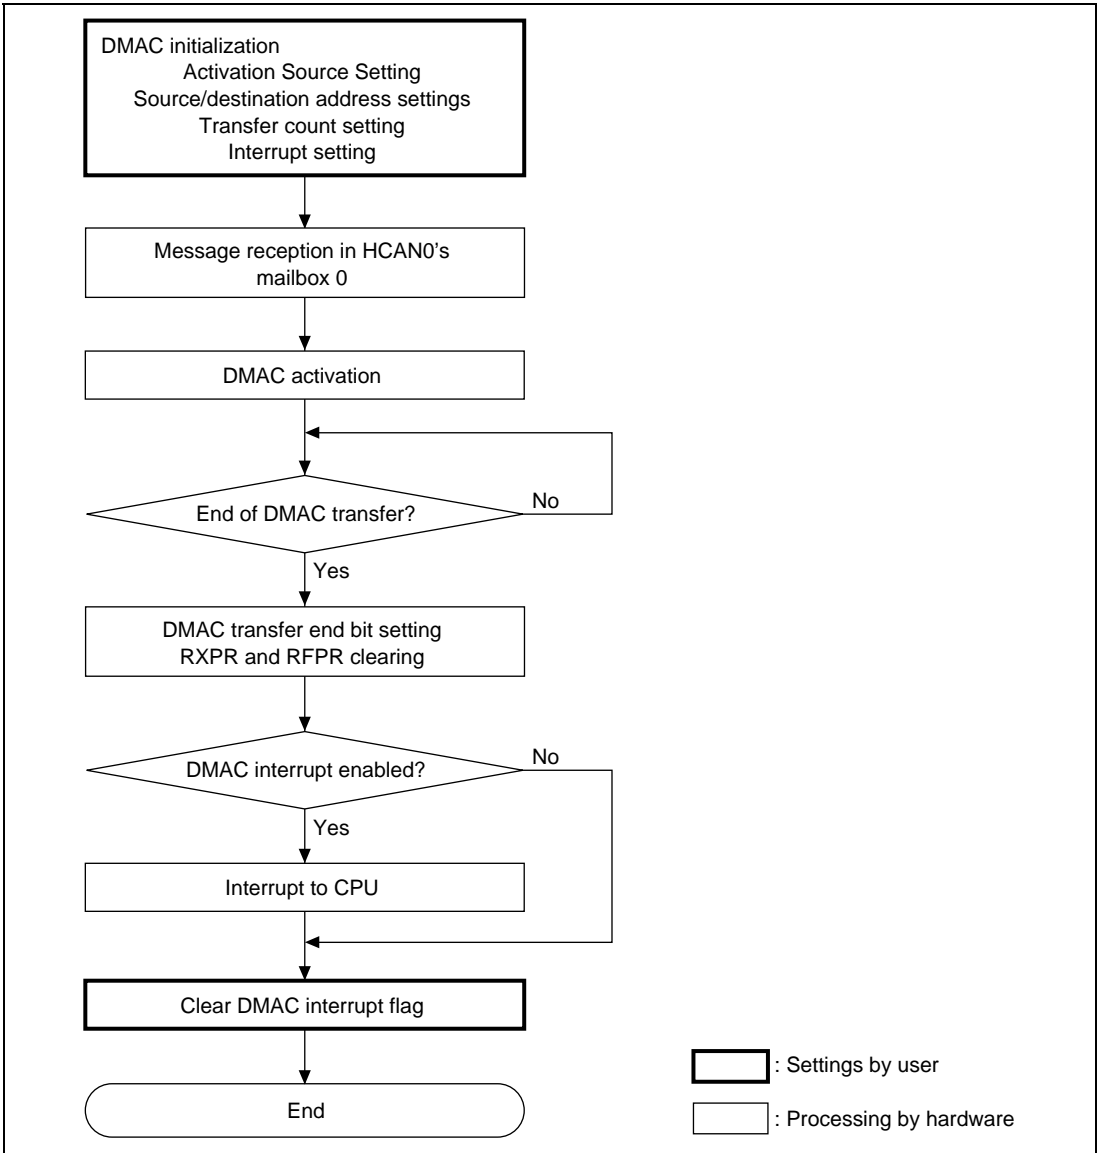 DMAC initialization
Activation Source Setting
Source/destination address settings
Transfer count setting
Interrupt setting
Message reception in HCAN0's
mailbox 0
DMAC activation
End of DMAC transfer?
No
Yes
DMAC transfer end bit setting
RXPR and RFPR clearing
DMAC interrupt enabled?
No
Yes
Interrupt to CPU
Clear DMAC interrupt flag
End
: Settings by user
: Processing by hardware